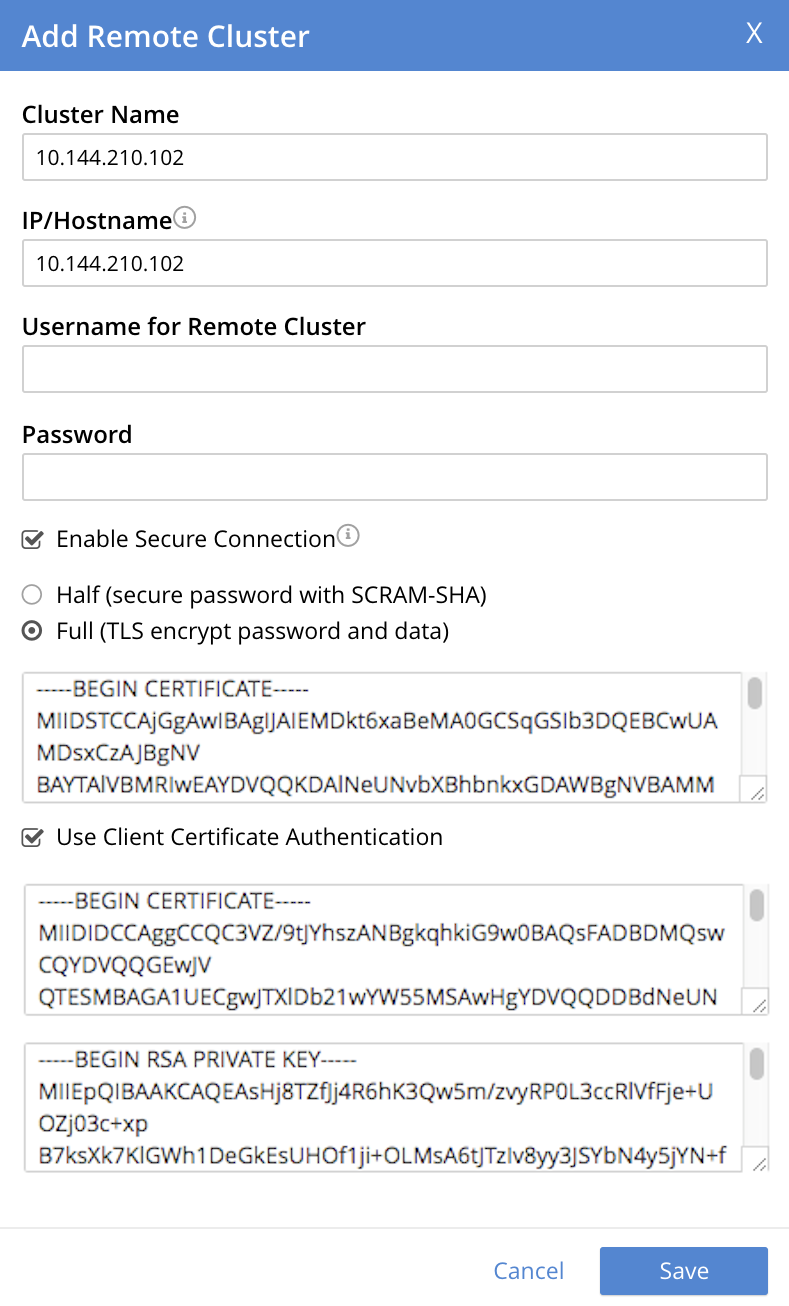 Add Remote Cluster X
Cluster Name
10.144.210.102
IP/Hostname
10.144.210.102
Username for Remote Cluster
Password
Enable Secure Connection
Half (secure password with SCRAM-SHA)
Full (TLS encrypt password and data)
-----BEGIN CERTIFICATE-----
MIIDSTCCAjGgAwIBAgIJAIEMDkt6xaBeMA0GCSqGSIb3DQEBCwUA
MDsxCzAJBgNV
BAYTAlVBMRIwEAYDVQQKDAlNeUNvbXBhbnkxGDAWBgNVBAMM
Use Client Certificate Authentication
-----BEGIN CERTIFICATE-----
MIIDIDCCAggCCQC3VZ/9tJYhszANBgkqhkiG9w0BAQsFADBDMQsw
CQYDVQQGEwJV
QTESMBAGA1UECgwJTXlDb21wYW55MSAwHgYDVQQDDBdNeUN
-----BEGIN RSA PRIVATE KEY-----
MIIEpQIBAAKCAQEAsHj8TZfJj4R6hK3Qw5m/zvyRP0L3ccRlVfFje+U
OZj03c+xp
B7ksXk7KlGWh1DeGkEsUHOf1ji+OLMsA6tJTzIv8yy3JSYbN4y5jYN+f
Cancel Save